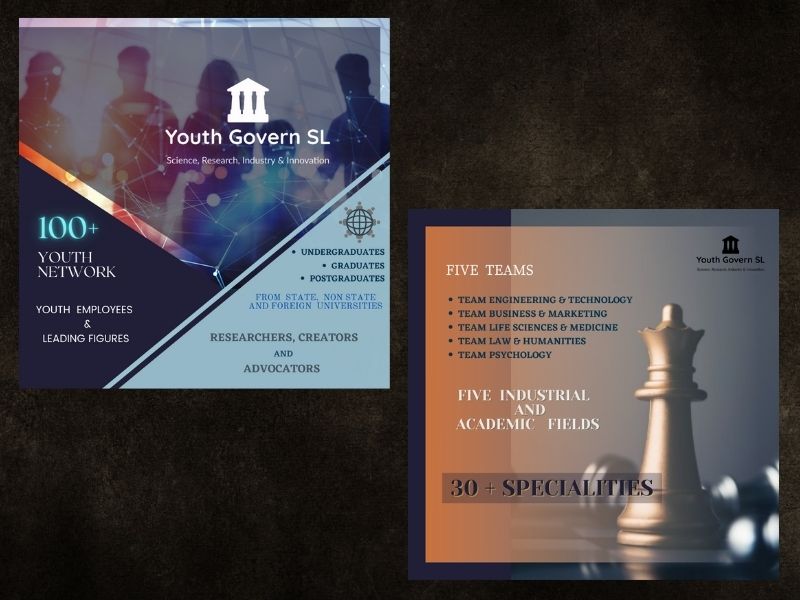 Youth Govern SL
Science, Research, Industry & Innovation
100+
YOUTH
NETWORK
YOUTH EMPLOYEES
&
LEADING FIGURES
• UNDERGRADUATES
• GRADUATES
• POSTGRADUATES
FROM STATE, NON STATE
AND FOREIGN UNIVERSITIES
RESEARCHERS, CREATORS
AND
ADVOCATORS
Youth Govern SL
Science, Research, Industry & Innovation
FIVE TEAMS
• TEAM ENGINEERING & TECHNOLOGY
• TEAM BUSINESS & MARKETING
• TEAM LIFE SCIENCES & MEDICINE
• TEAM LAW & HUMANITIES
• TEAM PSYCHOLOGY
FIVE INDUSTRIAL
AND
ACADEMIC FIELDS
30 + SPECIALITIES